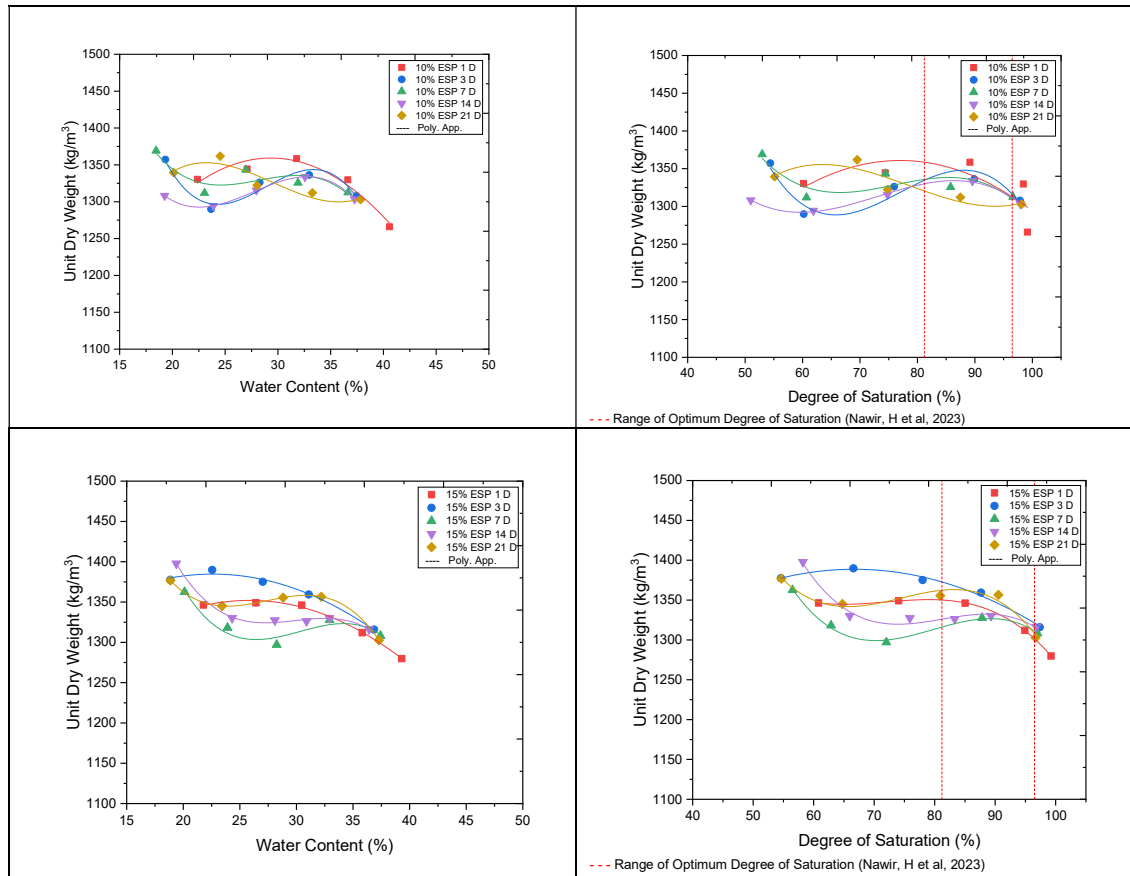 1500
1450
1400
1350
1300
1250
1200
1150
1100
15 20 25 30 35 40 45 50
Unit Dry Weight (kg/m³)
Water Content (%)
10% ESP 1 D
10% ESP 3 D
10% ESP 7 D
10% ESP 14 D
10% ESP 21 D
Poly. App.
1500
1450
1400
1350
1300
1250
1200
1150
1100
40 50 60 70 80 90 100
Unit Dry Weight (kg/m³)
Degree of Saturation (%)
10% ESP 1 D
10% ESP 3 D
10% ESP 7 D
10% ESP 14 D
10% ESP 21 D
Poly. App.
--- Range of Optimum Degree of Saturation (Nawir, H et al, 2023)
1500
1450
1400
1350
1300
1250
1200
1150
1100
15 20 25 30 35 40 45 50
Unit Dry Weight (kg/m³)
Water Content (%)
15% ESP 1 D
15% ESP 3 D
15% ESP 7 D
15% ESP 14 D
15% ESP 21 D
Poly. App.
1500
1450
1400
1350
1300
1250
1200
1150
1100
40 50 60 70 80 90 100
Unit Dry Weight (kg/m³)
Degree of Saturation (%)
15% ESP 1 D
15% ESP 3 D
15% ESP 7 D
15% ESP 14 D
15% ESP 21 D
Poly. App.
--- Range of Optimum Degree of Saturation (Nawir, H et al, 2023)